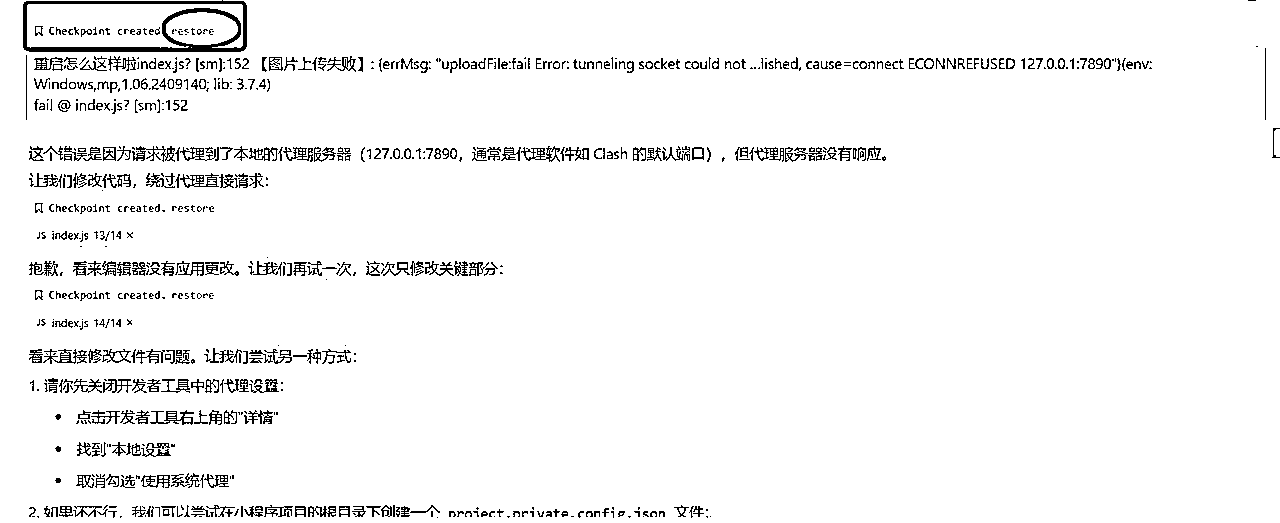 Checkpoint created. restore
重启怎么这样啦index.js? [sm]:152 【图片上传失败】: {errMsg: "uploadFile:fail Error: tunneling socket could not ...lished, cause=connect ECONNREFUSED 127.0.0.1:7890"}(env:
Windows,mp,1.06.2409140; lib: 3.7.4)
fail @ index.js? [sm]:152
这个错误是因为请求被代理到了本地的代理服务器（127.0.0.1:7890，通常是代理软件如 Clash 的默认端口），但代理服务器没有响应。
让我们修改代码，绕过代理直接请求：
Checkpoint created. restore
JS index.js 13/14 ×
抱歉，看来编辑器没有应用更改。让我们再试一次，这次只修改关键部分：
Checkpoint created. restore
JS index.js 14/14 ×
看来直接修改文件有问题。让我们尝试另一种方式：
1. 请你先关闭开发者工具中的代理设置：
• 点击开发者工具右上角的"详情"
• 找到"本地设置"
• 取消勾选"使用系统代理"
2. 如果还不行，我们可以尝试在小程序项目的根目录下创建一个 project.private.config.json 文件：